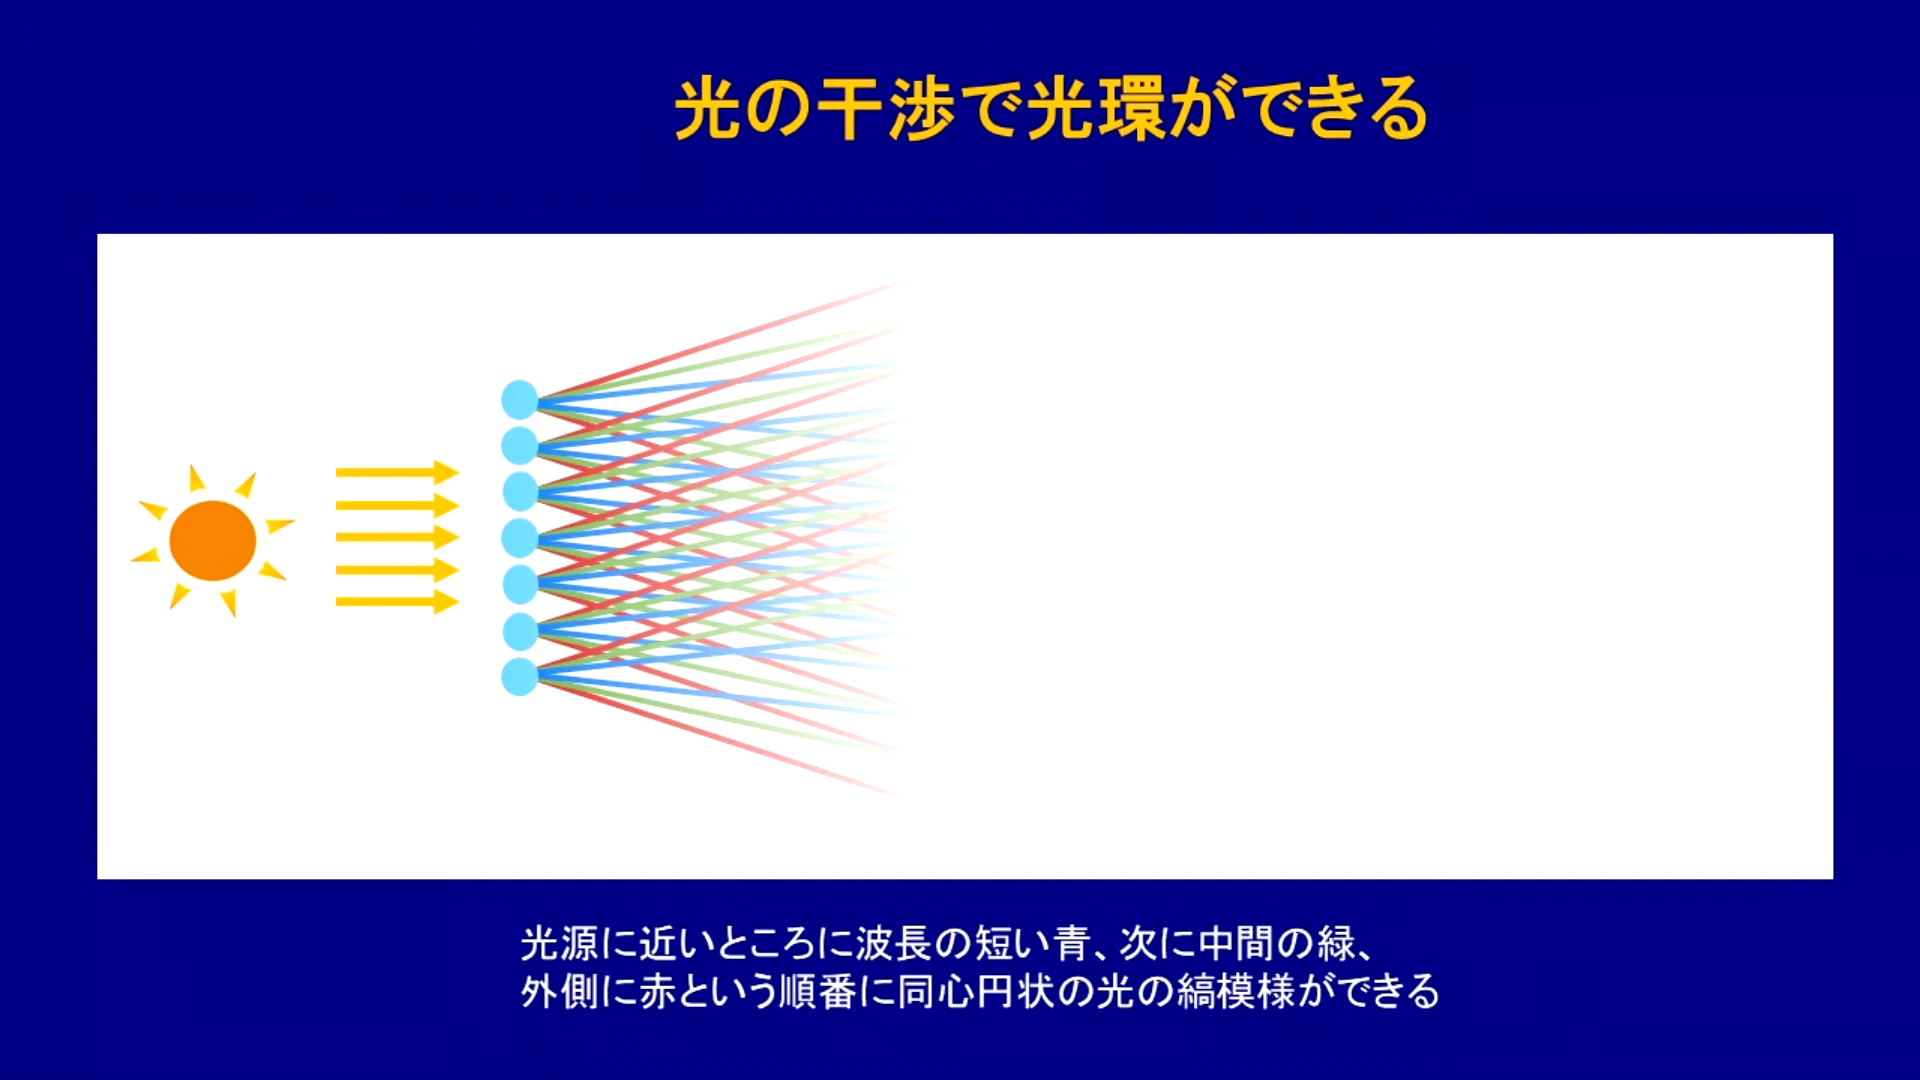 光の干渉で光環ができる
光源に近いところに波長の短い青、次に中間の緑、
外側に赤という順番に同心円状の光の縞模様ができる